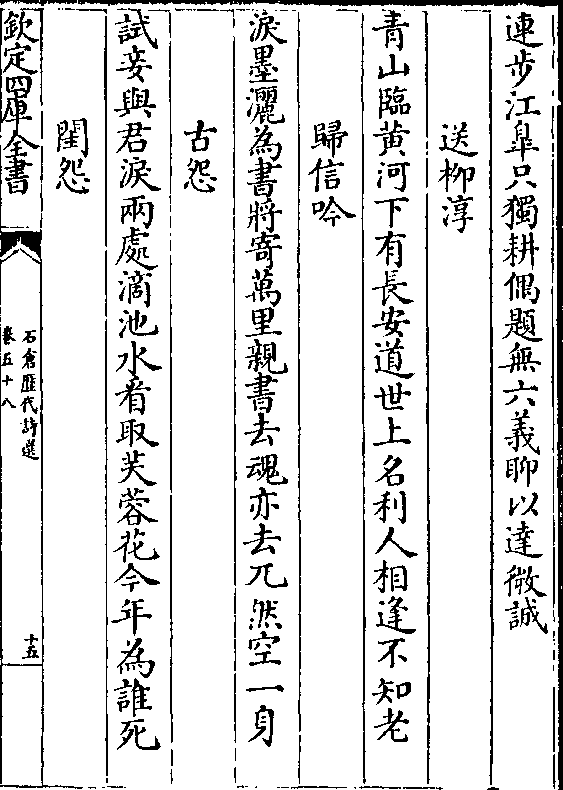 連步江臯只獨耕偶題無六義聊以達微誠
送柳淳
青山臨黄河下有長安道世上名利人相逢不知老
歸信吟
淚墨灑為書將寄萬里親書去魂亦去兀然空一身
古怨
試妾與君淚兩處滴池水看取芙蓉花今年為誰死
閨怨
欽定四庫全書
石倉歴代詩選
卷五十八
十五